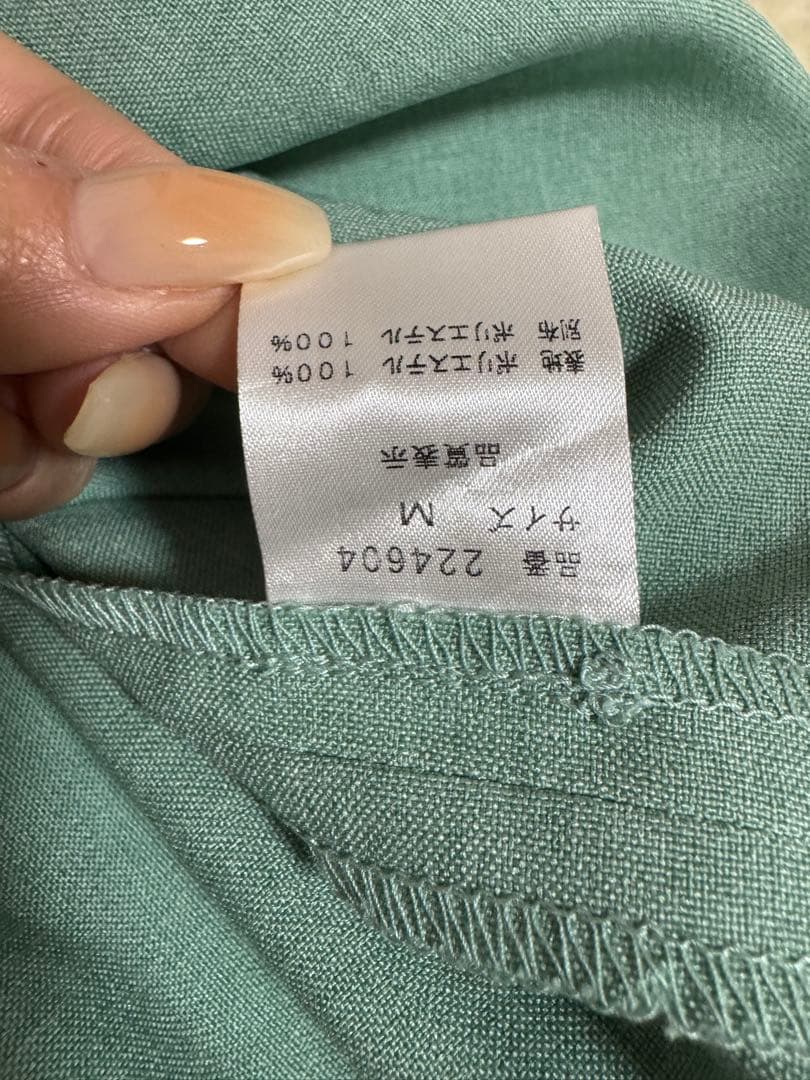 品番 224604
サイズ M
品質表示
表地 ポリエステル 100%
別布 ポリエステル 100%